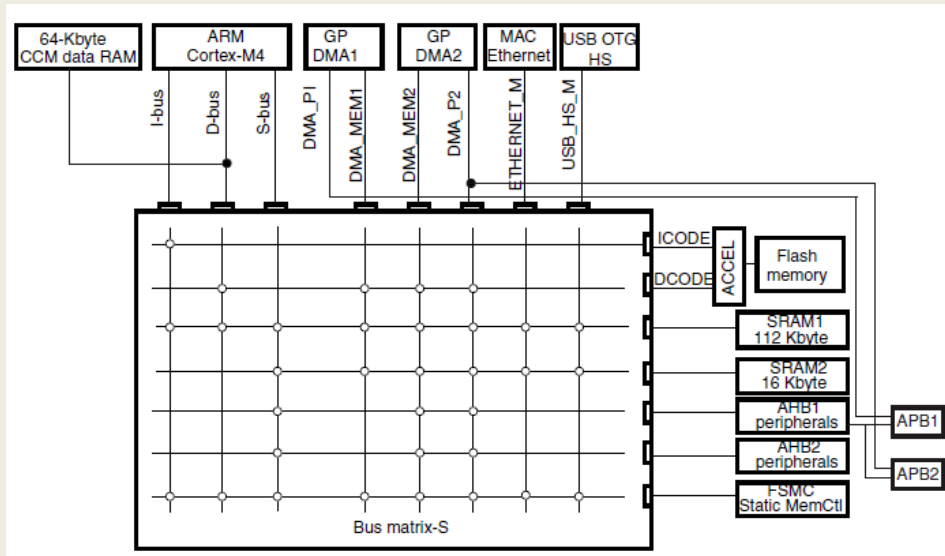 64-Kbyte
CCM data RAM
ARM
Cortex-M4
GP
DMA1
GP
DMA2
MAC
Ethernet
USB OTG
HS
I-bus
D-bus
S-bus
DMA_PI
DMA_MEM1
DMA_MEM2
DMA_P2
ETHERNET_M
USB_HS_M
ICODE
DCODE
ACCEL
Flash
memory
SRAM1
112 Kbyte
SRAM2
16 Kbyte
AHB1
peripherals
APB1
AHB2
peripherals
APB2
FSMC
Static MemCtl
Bus matrix-S